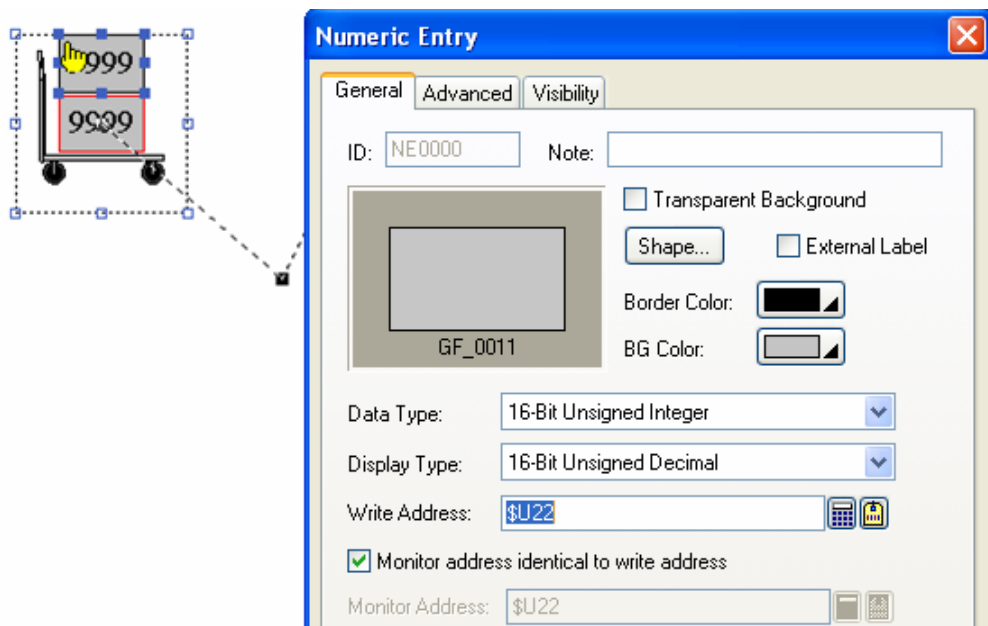 Numeric Entry
General Advanced Visibility
999
9999
ID: NE0000 Note:
Transparent Background
Shape... External Label
Border Color:
GF_0011 BG Color:
Data Type: 16-Bit Unsigned Integer
Display Type: 16-Bit Unsigned Decimal
Write Address: $U22
Monitor address identical to write address
Monitor Address: $U22